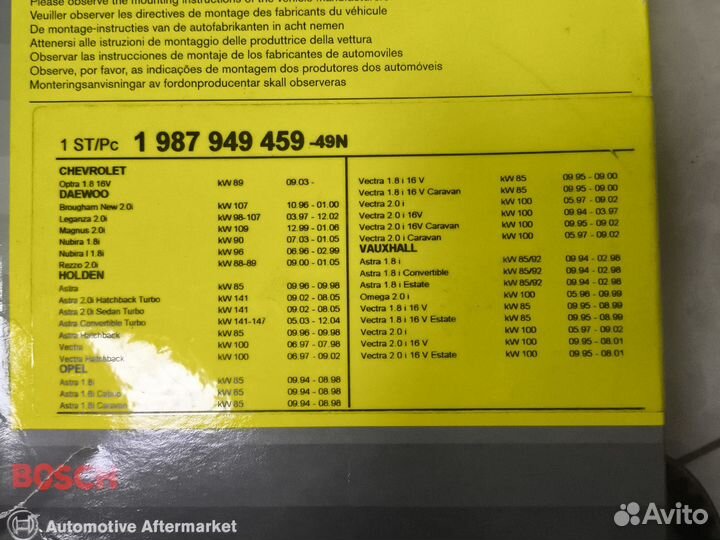 Please observe the mounting instructions of the vehicle manufacturer
Veuiller observer les directives de montage des fabricants du véhicule
De montage-instructies van de autofabrikanten in acht nemen
Attenersi alle istruzioni di montaggio delle produttrice della vettura
Observar las instrucciones de montaje de los fabricantes de automoviles
Observe, por favor, as indicações de montagem dos produtores dos automóveis
Monteringsanvisningar av fordonproducentar skall observeras
1 ST/Pc 1 987 949 459 -49N
CHEVROLET
Optra 1.8 16V kW 89 09.03 -
DAEWOO
Brougham New 2.0i kW 107 10.96 - 01.00
Leganza 2.0i kW 98-107 03.97 - 12.02
Magnus 2.0i kW 109 12.99 - 01.06
Nubira 1.8i kW 90 07.03 - 01.05
Nubira I 1.8i kW 96 06.96 - 02.99
Rezzo 2.0i kW 88-89 09.00 - 01.05
HOLDEN
Astra kW 85 09.96 - 09.98
Astra 2.0i Hatchback Turbo kW 141 09.02 - 08.05
Astra 2.0i Sedan Turbo kW 141 09.02 - 08.05
Astra Convertible Turbo kW 141-147 05.03 - 12.04
Astra Hatchback kW 85 09.96 - 09.98
Vectra kW 100 06.97 - 07.98
Vectra Hatchback kW 100 06.97 - 09.02
OPEL
Astra 1.8i kW 85 09.94 - 08.98
Astra 1.8i Cabrio kW 85 09.94 - 08.98
Astra 1.8i Caravan kW 85 09.94 - 08.98
Vectra 1.8 i 16 V kW 85 09.95 - 09.00
Vectra 1.8 i 16 V Caravan kW 85 09.95 - 09.00
Vectra 2.0 i kW 100 05.97 - 09.02
Vectra 2.0 i 16V kW 100 09.94 - 03.97
Vectra 2.0 i 16V Caravan kW 100 09.95 - 09.00
Vectra 2.0 i Caravan kW 100 05.97 - 09.02
VAUXHALL
Astra 1.8 i kW 85/92 09.94 - 02.98
Astra 1.8 i Convertible kW 85/92 09.94 - 02.98
Astra 1.8 i Estate kW 85/92 09.94 - 02.98
Omega 2.0 i kW 100 05.96 - 09.99
Vectra 1.8 i 16 V kW 85 09.95 - 08.99
Vectra 1.8 i 16 V Estate kW 85 09.95 - 08.99
Vectra 2.0 i kW 100 05.97 - 09.02
Vectra 2.0 i 16 V kW 100 09.95 - 08.01
Vectra 2.0 i 16 V Estate kW 100 09.95 - 08.01
BOSCH
Automotive Aftermarket
Avito